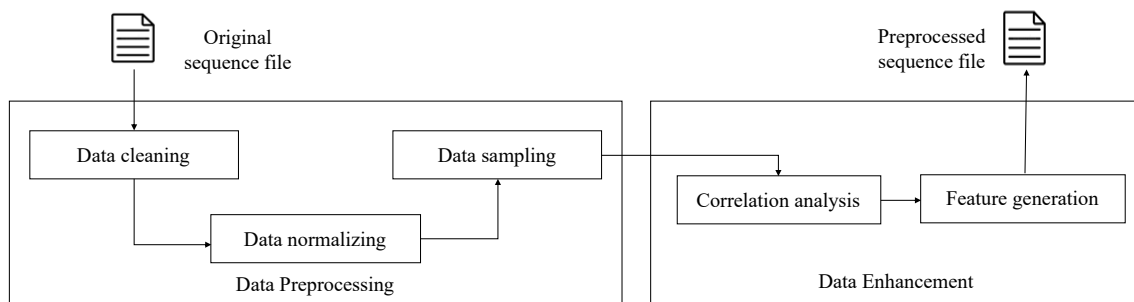 Original
sequence file
Preprocessed
sequence file
Data cleaning
Data sampling
Data normalizing
Data Preprocessing
Correlation analysis
Feature generation
Data Enhancement